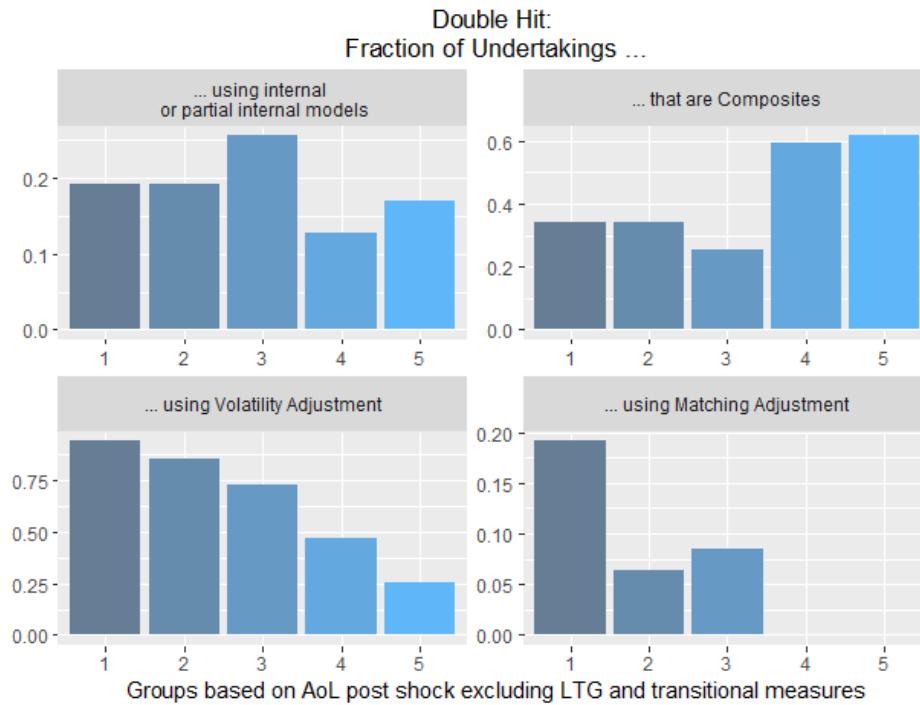 Double Hit:
Fraction of Undertakings ...
... using internal
or partial internal models
0.2
0.1
0.0
1 2 3 4 5
... that are Composites
0.6
0.4
0.2
0.0
1 2 3 4 5
... using Volatility Adjustment
0.75
0.50
0.25
0.00
1 2 3 4 5
... using Matching Adjustment
0.20
0.15
0.10
0.05
0.00
1 2 3 4 5
Groups based on AoL post shock excluding LTG and transitional measures